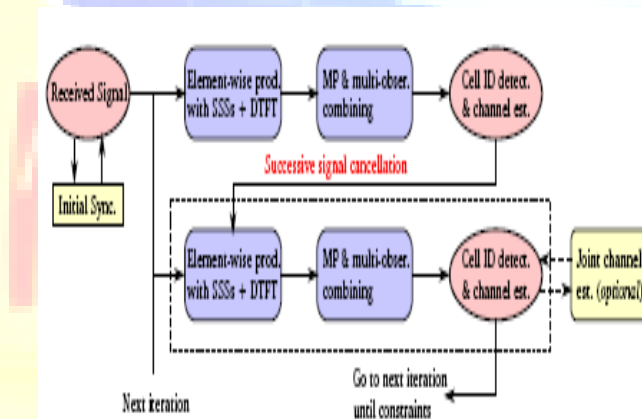 Received Signal
Element-wise prod.
with SSSs + DTFT
MP & multi-obser.
combining
Cell ID detect.
& channel est.
Successive signal cancellation
Initial Sync.
Element-wise prod.
with SSSs + DTFT
MP & multi-obser.
combining
Cell ID detect.
& channel est.
Joint channel
est. (optional)
Next iteration
Go to next iteration
until constraints